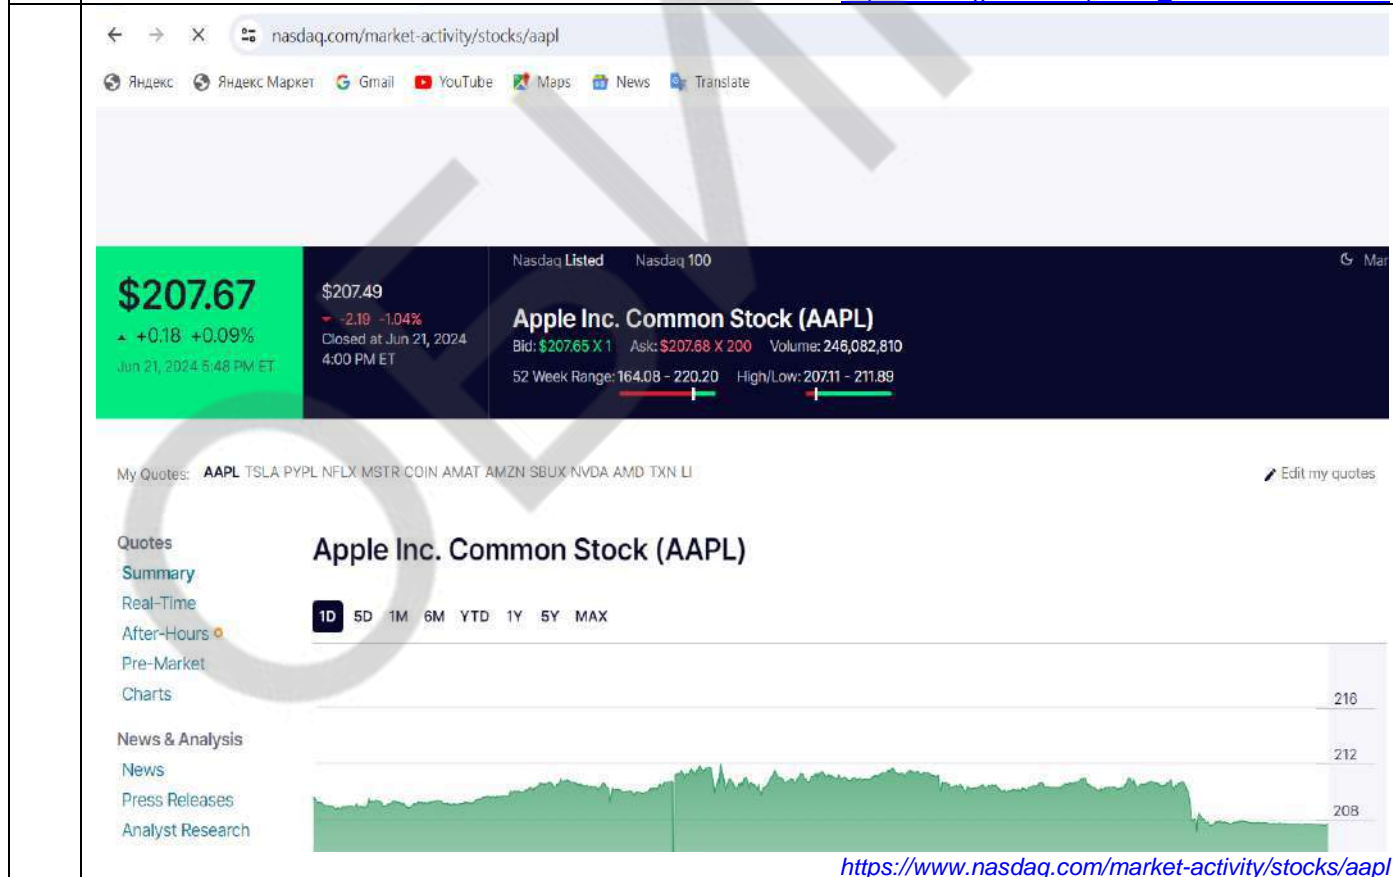 nasdaq.com/market-activity/stocks/aapl
Яндекс Яндекс Маркет Gmail YouTube Maps News Translate
Nasdaq Listed Nasdaq 100
$207.67
+0.18 +0.09%
Jun 21, 2024 5:48 PM ET
$207.49
-2.19 -1.04%
Closed at Jun 21, 2024
4:00 PM ET
Apple Inc. Common Stock (AAPL)
Bid: $207.65 X 1 Ask: $207.68 X 200 Volume: 246,082,810
52 Week Range: 164.08 - 220.20 High/Low: 207.11 - 211.89
My Quotes: AAPL TSLA PYPL NFLX MSTR COIN AMAT AMZN SBUX NVDA AMD TXN LI
Edit my quotes
Quotes
Summary
Real-Time
After-Hours
Pre-Market
Charts
News & Analysis
News
Press Releases
Analyst Research
Apple Inc. Common Stock (AAPL)
1D 5D 1M 6M YTD 1Y 5Y MAX
216
212
208
https://www.nasdaq.com/market-activity/stocks/aapl